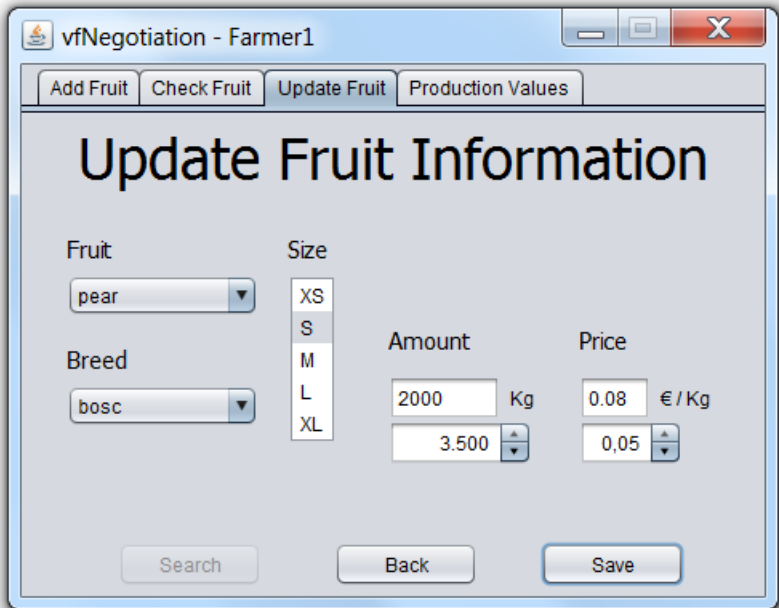 vfNegotiation - Farmer1
Add Fruit Check Fruit Update Fruit Production Values
Update Fruit Information
Fruit
Size
pear
XS
S
M
L
XL
Breed
bosc
Amount
Price
2000 Kg
0.08 €/Kg
3.500
0,05
Search Back Save